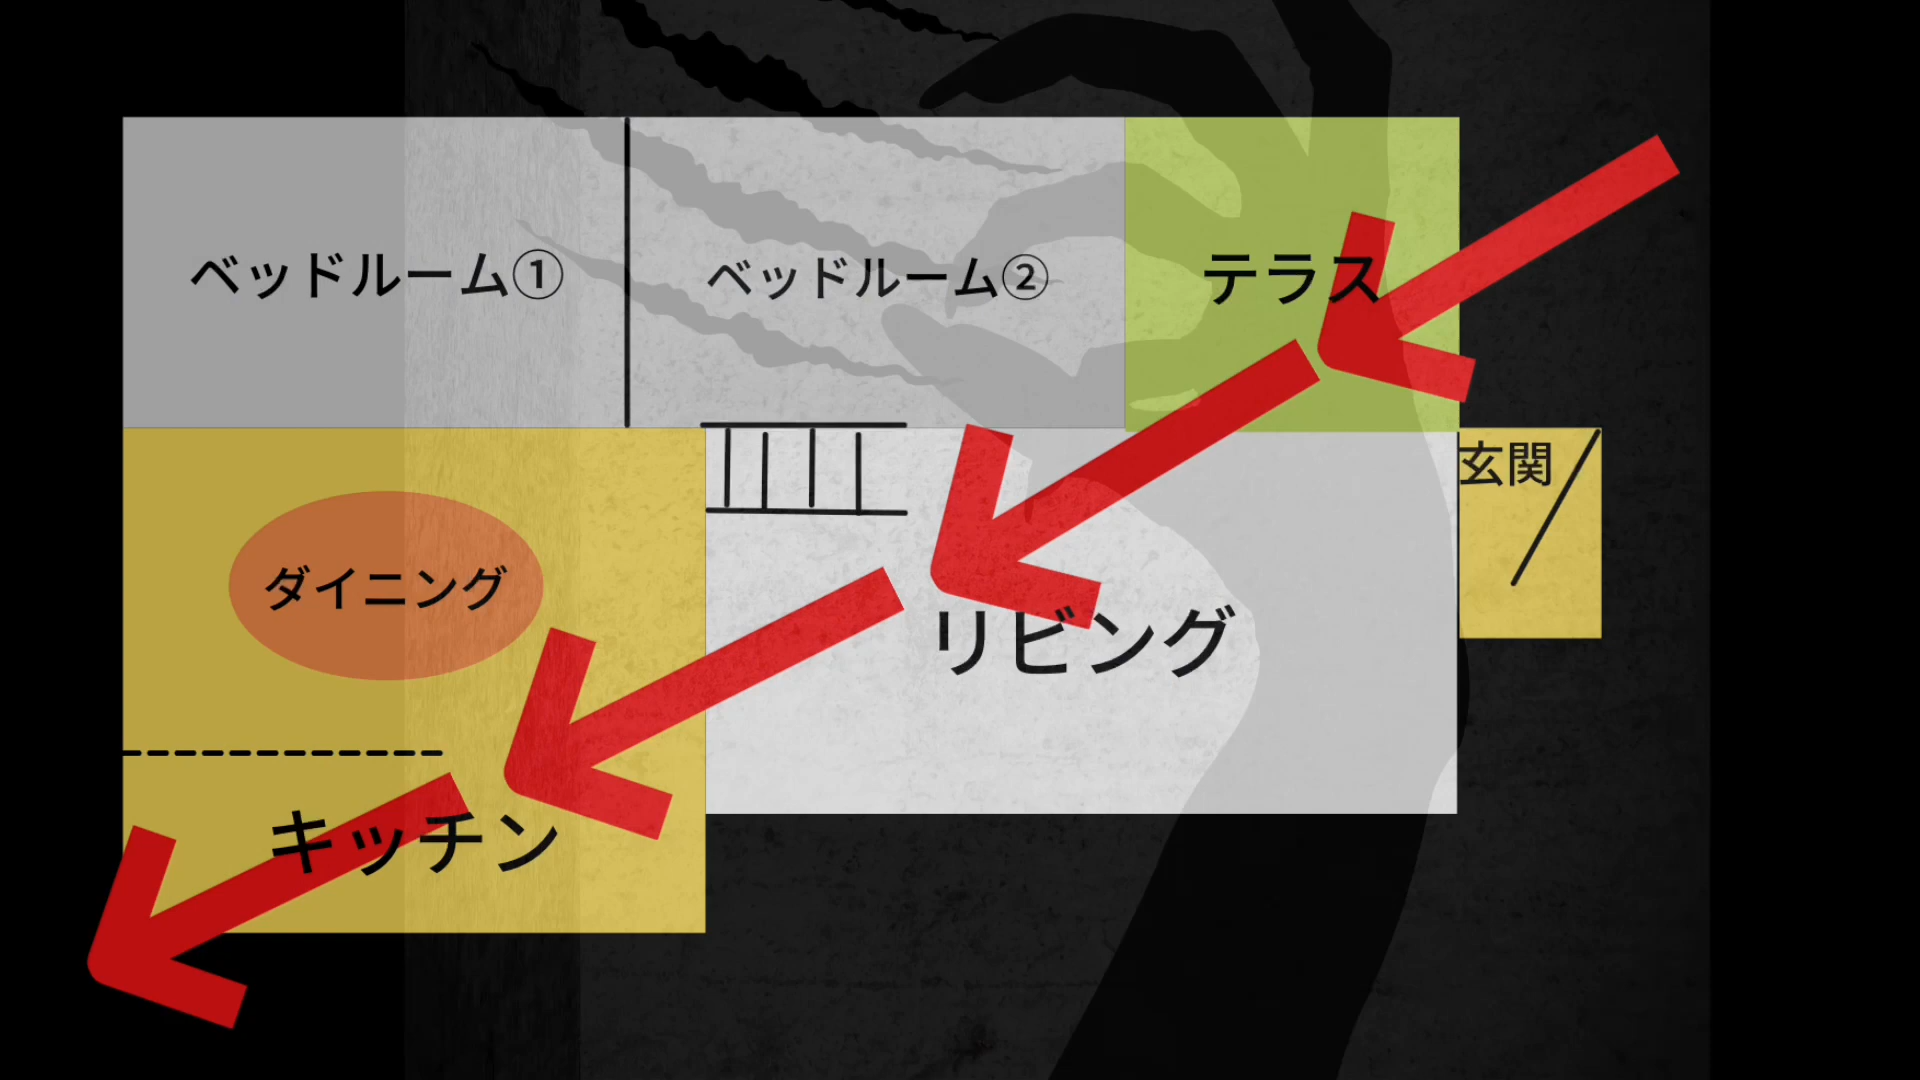 ベッドルーム①
ベッドルーム②
テラス
玄関
ダイニング
リビング
キッチン